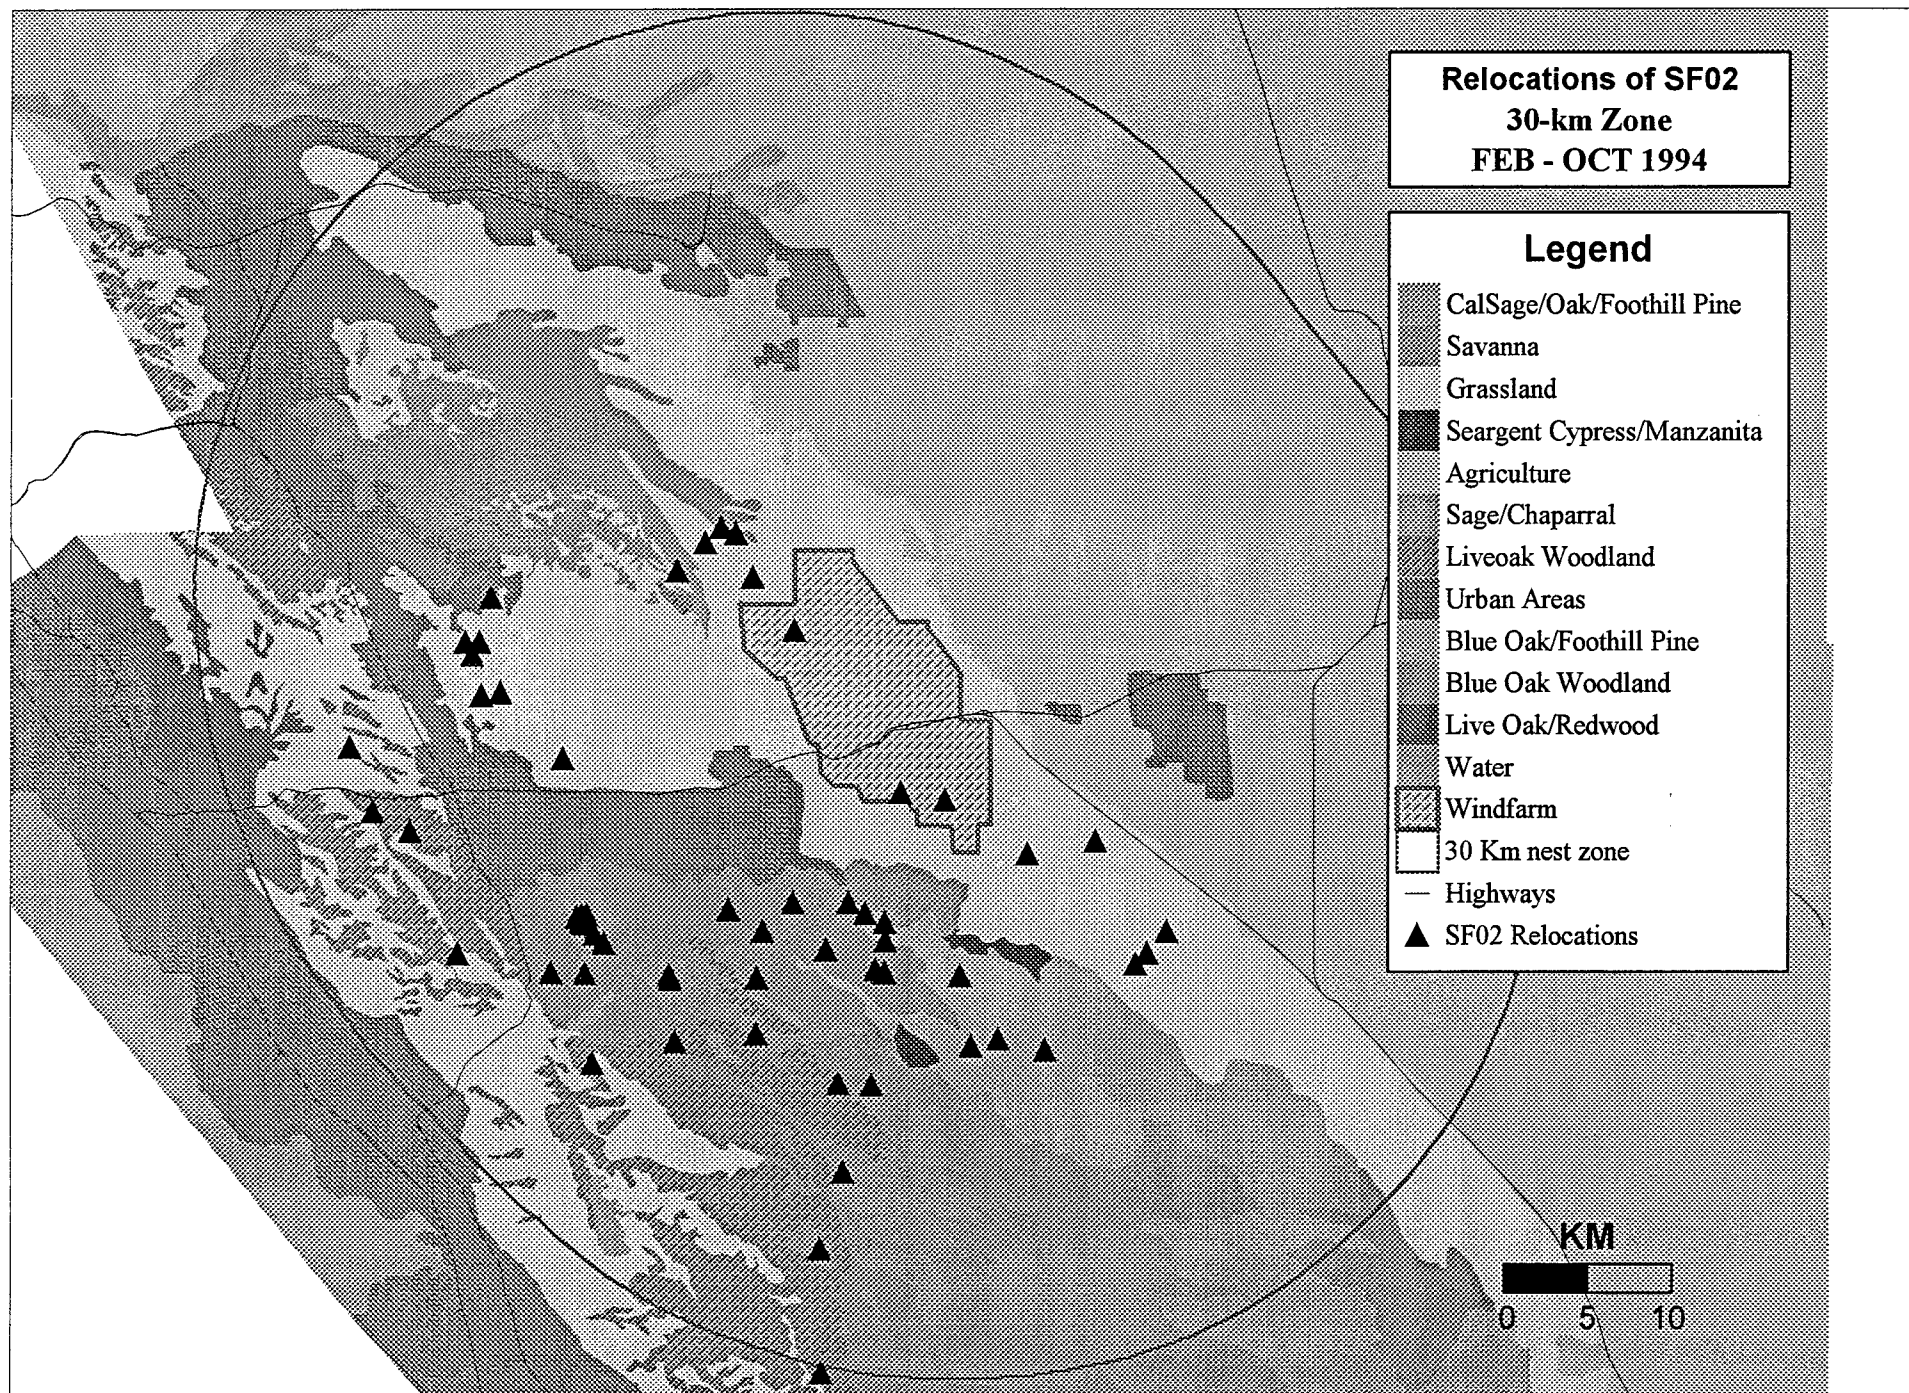 Relocations of SF02
30-km Zone
FEB - OCT 1994
Legend
CalSage/Oak/Foothill Pine
Savanna
Grassland
Seargent Cypress/Manzanita
Agriculture
Sage/Chaparral
Liveoak Woodland
Urban Areas
Blue Oak/Foothill Pine
Blue Oak Woodland
Live Oak/Redwood
Water
Windfarm
30 Km nest zone
Highways
SF02 Relocations
KM
0 5 10